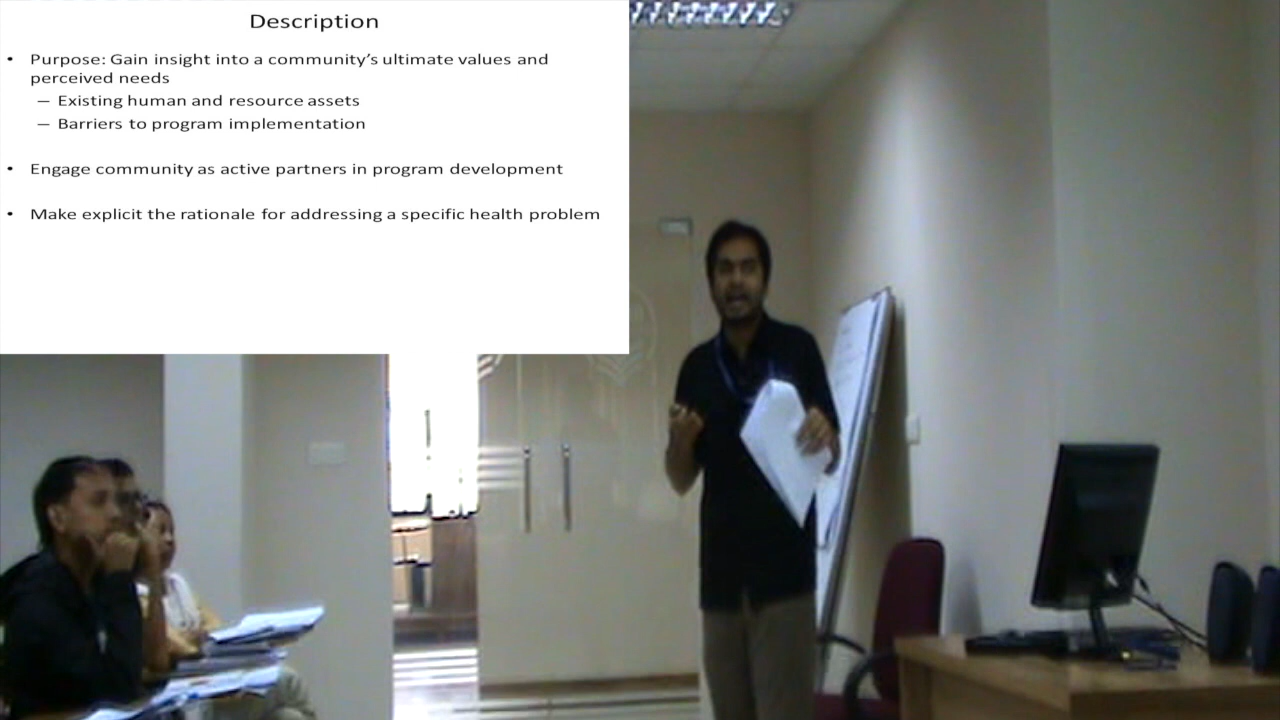 Description
• Purpose: Gain insight into a community's ultimate values and
perceived needs
– Existing human and resource assets
– Barriers to program implementation
• Engage community as active partners in program development
• Make explicit the rationale for addressing a specific health problem